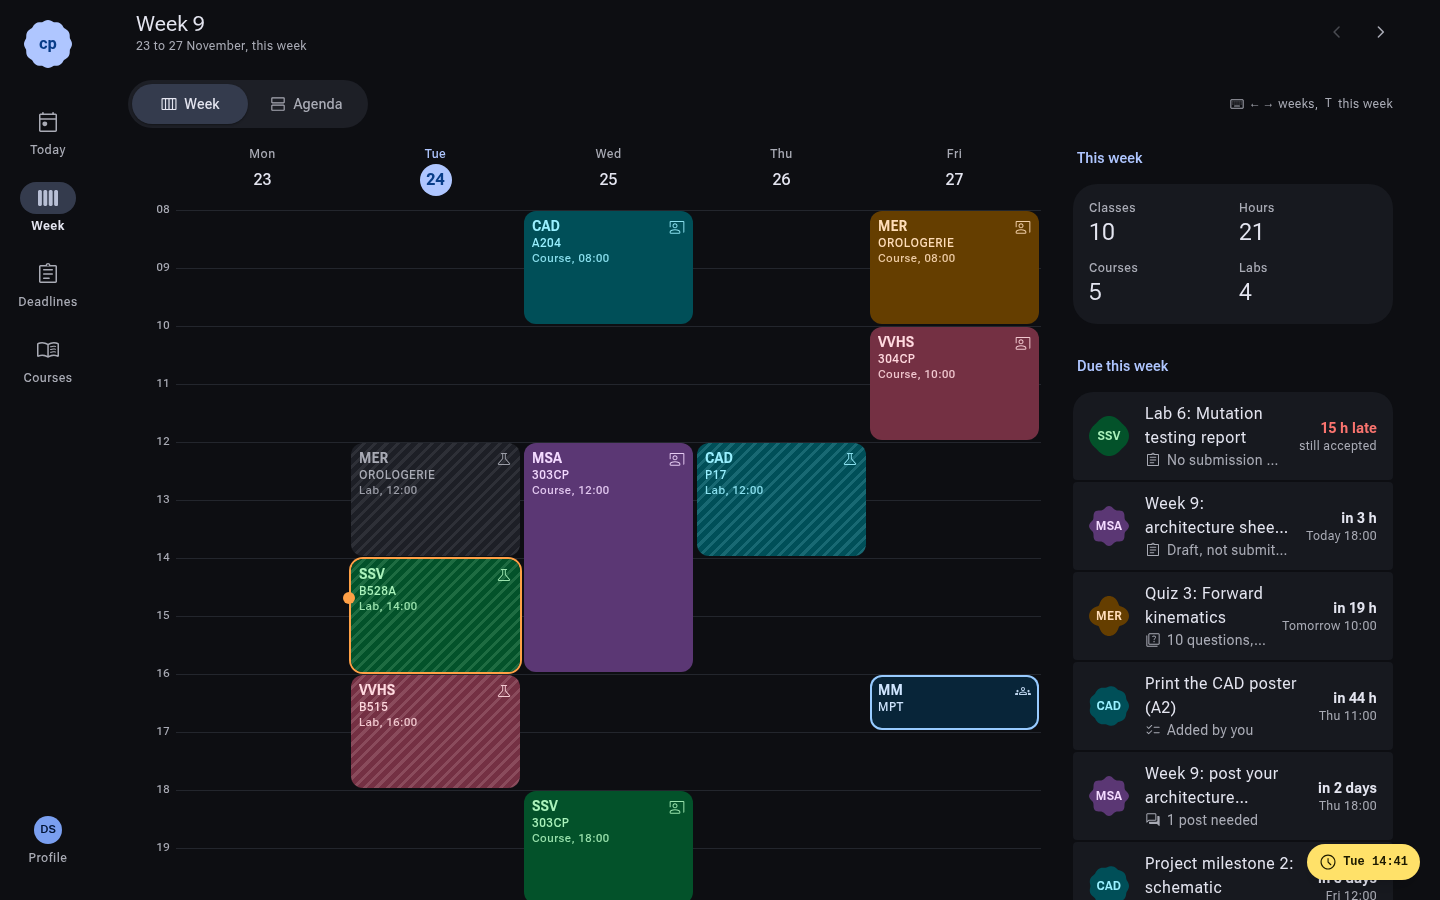 cp
Today
Week
Deadlines
Courses
DS
Profile
Week 9
23 to 27 November, this week
Week
Agenda
← → weeks, T this week
Mon
23
Tue
24
Wed
25
Thu
26
Fri
27
08
09
10
11
12
13
14
15
16
17
18
19
MER
OROLOGERIE
Lab, 12:00
SSV
B528A
Lab, 14:00
VVHS
B515
Lab, 16:00
CAD
A204
Course, 08:00
MSA
303CP
Course, 12:00
SSV
303CP
Course, 18:00
CAD
P17
Lab, 12:00
MER
OROLOGERIE
Course, 08:00
VVHS
304CP
Course, 10:00
MM
MPT
This week
Classes
10
Hours
21
Courses
5
Labs
4
Due this week
SSV
Lab 6: Mutation
testing report
No submission ...
15 h late
still accepted
MSA
Week 9:
architecture shee...
Draft, not submit...
in 3 h
Today 18:00
MER
Quiz 3: Forward
kinematics
10 questions,...
in 19 h
Tomorrow 10:00
CAD
Print the CAD poster
(A2)
Added by you
in 44 h
Thu 11:00
MSA
Week 9: post your
architecture...
1 post needed
in 2 days
Thu 18:00
CAD
Project milestone 2:
schematic
Fri 12:00
Tue 14:41